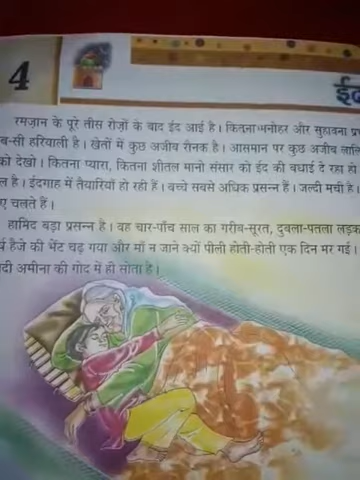 4
ईद
रमज़ान के पूरे तीस रोज़ों के बाद ईद आई है। कितना मनोहर और सुहावना
ब-सी हरियाली है। खेतों में कुछ अजीब रौनक है। आसमान पर कुछ अजीब
को देखो। कितना प्यारा, कितना शीतल मानो संसार को ईद की बधाई दे रहा हो
ल है। ईदगाह में तैयारियाँ हो रही हैं। बच्चे सबसे अधिक प्रसन्न हैं। जल्दी मची है।
ए चलते हैं।
हामिद बड़ा प्रसन्न है। वह चार-पाँच साल का गरीब-सूरत, दुबला-पतला लड़क
हैजे की भेंट चढ़ गया और माँ न जाने क्यों पीली होती-होती एक दिन मर गई।
दी अमीना की गोद में ही सोता है।